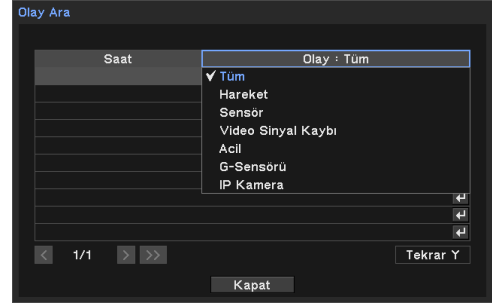 Olay Ara
Saat
Olay : Tüm
Tüm
Hareket
Sensör
Video Sinyal Kaybı
Acil
G-Sensörü
IP Kamera
1/1
Tekrar Y
Kapat